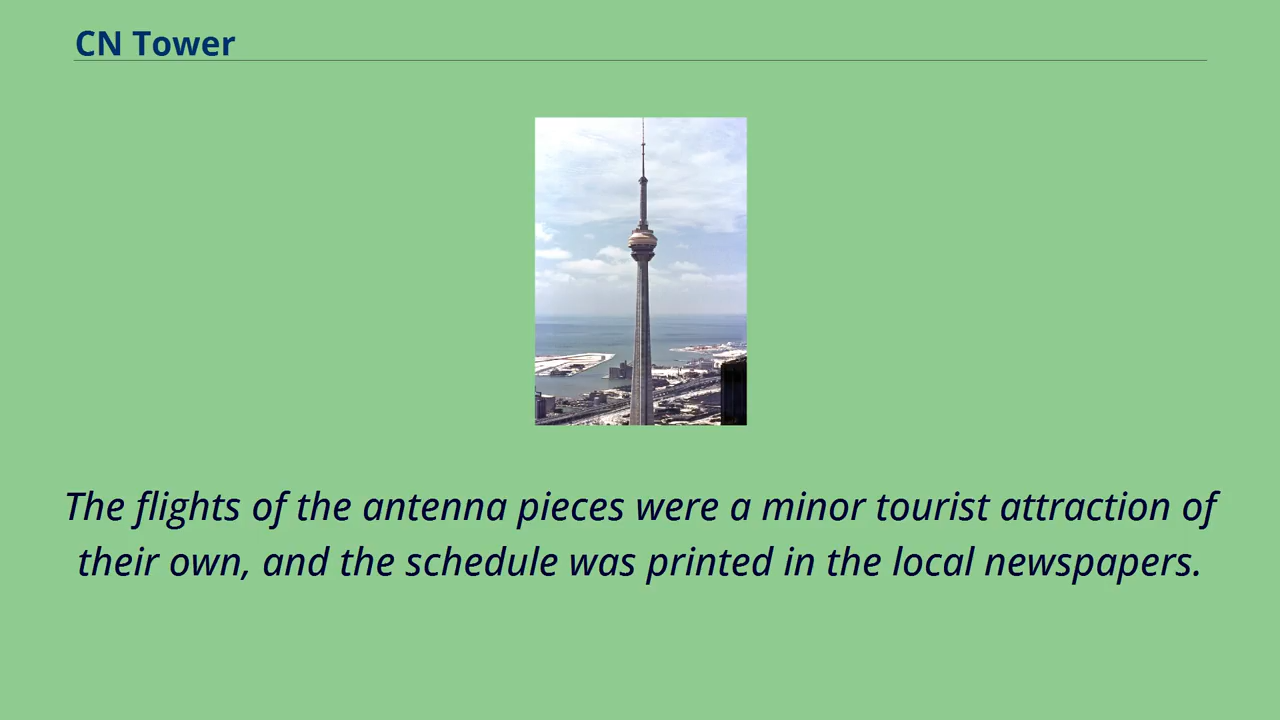 CN Tower
The flights of the antenna pieces were a minor tourist attraction of
their own, and the schedule was printed in the local newspapers.